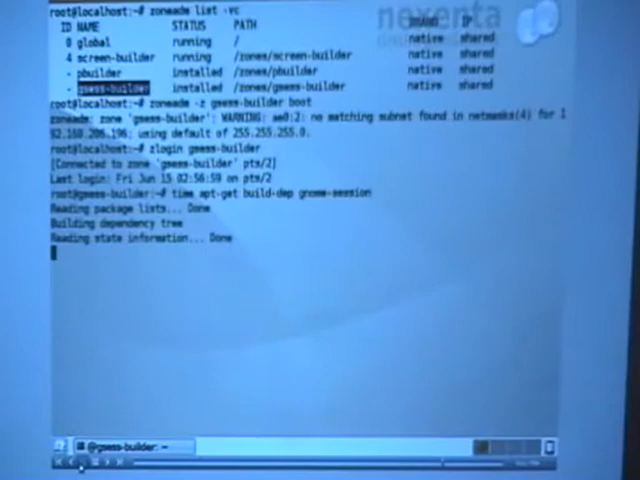 root@localhost:~# zoneadm list -vc
ID NAME STATUS PATH BRAND IP
0 global running / native shared
4 screen-builder running /zones/screen-builder native shared
- pbuilder installed /zones/pbuilder native shared
- gsess-builder installed /zones/gsess-builder native shared
root@localhost:~# zoneadm -z gsess-builder boot
zoneadm: zone 'gsess-builder': WARNING: ae0:2: no matching subnet found in netmasks(4) for 1
92.168.206.196; using default of 255.255.255.0.
root@localhost:~# zlogin gsess-builder
[Connected to zone 'gsess-builder' pts/2]
Last login: Fri Jun 15 02:56:59 on pts/2
root@gsess-builder:~# time apt-get build-dep gnome-session
Reading package lists... Done
Building dependency tree
Reading state information... Done
nexenta
@gsess-builder: ~